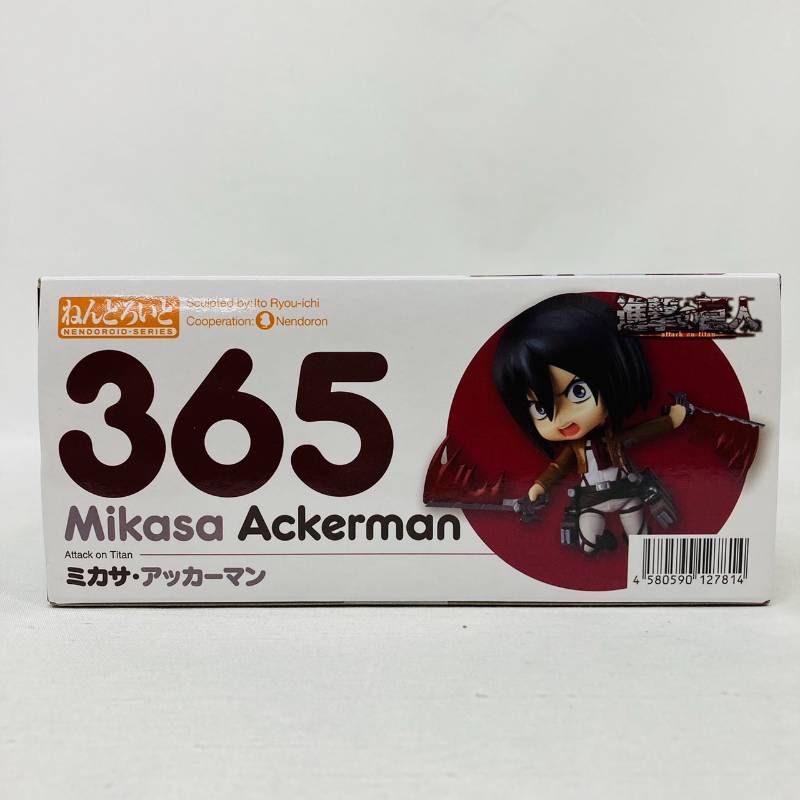 ねんどろいど
NENDOROID-SERIES
Sculpted by: Ito Ryou-ichi
Cooperation: Nendoron
進撃の巨人
attack on titan
365
Mikasa Ackerman
Attack on Titan
ミカサ・アッカーマン
4 580590 127814